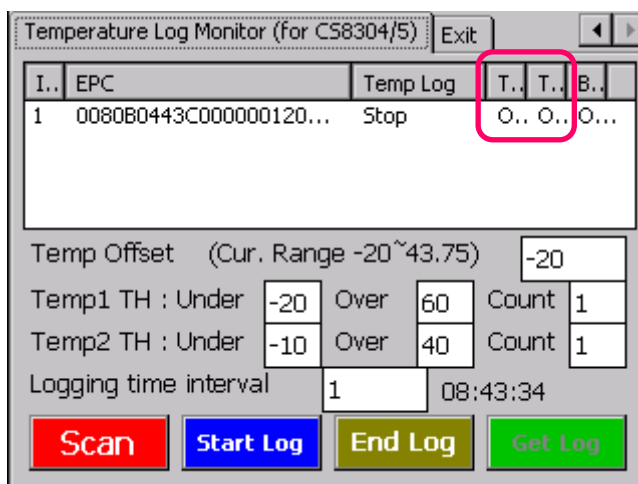 Temperature Log Monitor (for CS8304/5) Exit
I.. EPC Temp Log T.. T.. B..
1 0080B0443C000000120... Stop O.. O.. O...
Temp Offset (Cur. Range -20~43.75) -20
Temp1 TH : Under -20 Over 60 Count 1
Temp2 TH : Under -10 Over 40 Count 1
Logging time interval 1 08:43:34
Scan Start Log End Log Get Log